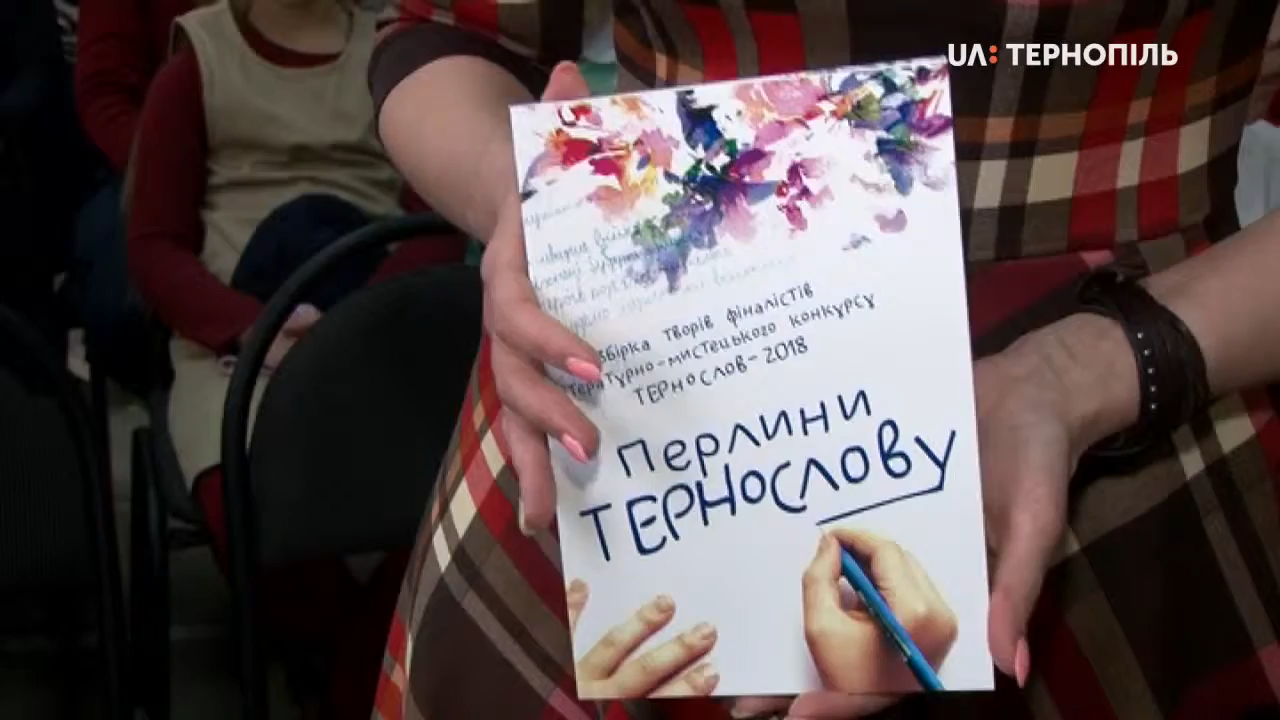 UA: ТЕРНОПІЛЬ
збірка творів фіналістів
літературно-мистецького конкурсу
ТЕРНОСЛОВ-2018
Перлини
ТЕРНОСЛОВУ